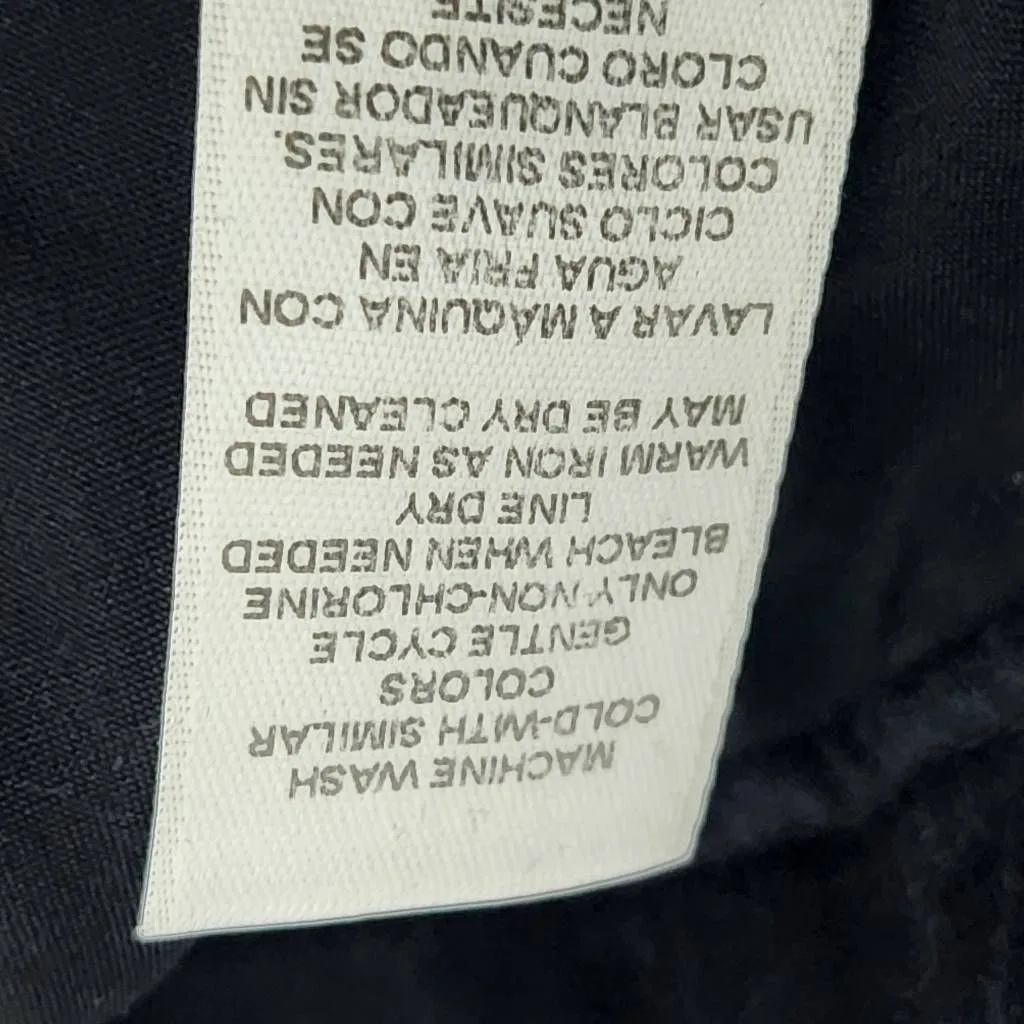 MACHINE WASH
COLD-WITH SIMILAR
COLORS
GENTLE CYCLE
ONLY NON-CHLORINE
BLEACH WHEN NEEDED
LINE DRY
WARM IRON AS NEEDED
MAY BE DRY CLEANED
LAVAR A MÁQUINA CON
AGUA FRIA EN
CICLO SUAVE CON
COLORES SIMILARES.
USAR BLANQUEADOR SIN
CLORO CUANDO SE
NECESITE